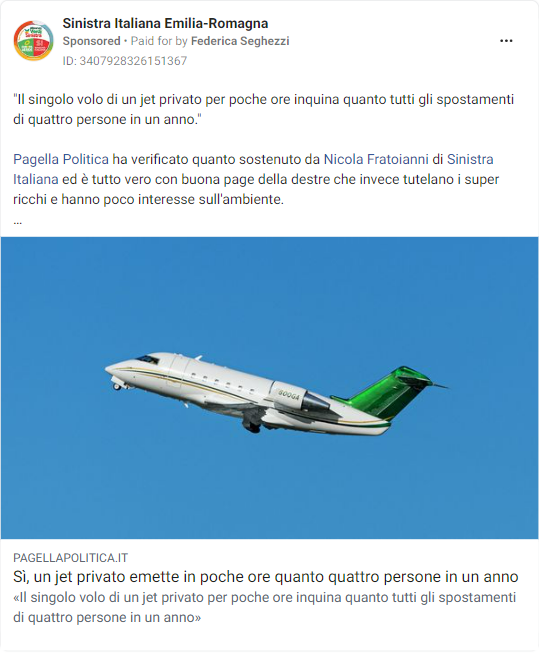 Sinistra Italiana Emilia-Romagna
Sponsored • Paid for by Federica Seghezzi
ID: 3407928326151367
"Il singolo volo di un jet privato per poche ore inquina quanto tutti gli spostamenti
di quattro persone in un anno."
Pagella Politica ha verificato quanto sostenuto da Nicola Fratoianni di Sinistra
Italiana ed è tutto vero con buona page della destre che invece tutelano i super
ricchi e hanno poco interesse sull'ambiente.
...
PAGELLAPOLITICA.IT
Sì, un jet privato emette in poche ore quanto quattro persone in un anno
«Il singolo volo di un jet privato per poche ore inquina quanto tutti gli spostamenti
di quattro persone in un anno»